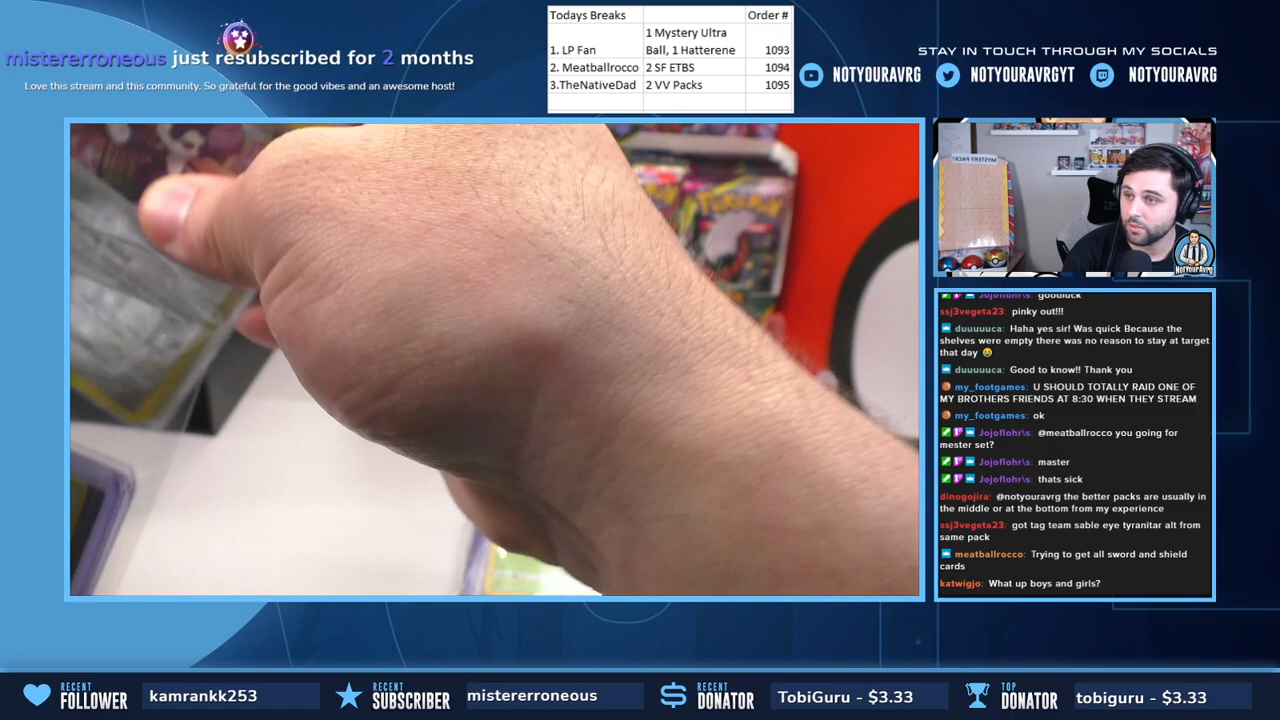 mistererroneous just resubscribed for 2 months
Love this stream and this community. So grateful for the good vibes and an awesome host!
Todays Breaks Order #
1 Mystery Ultra
1. LP Fan Ball, 1 Hatterene 1093
2. Meatballrocco 2 SF ETBS 1094
3.TheNativeDad 2 VV Packs 1095
STAY IN TOUCH THROUGH MY SOCIALS
NOTYOURAVRG NOTYOURAVRGYT NOTYOURAVRG
Pokémon
NOTYOURAVRG
Jojoflohr\s: goodluck
ssj3vegeta23: pinky out!!!
duuuuuca: Haha yes sir! Was quick Because the
shelves were empty there was no reason to stay at target
that day 😅
duuuuuca: Good to know!! Thank you
my_footgames: U SHOULD TOTALLY RAID ONE OF
MY BROTHERS FRIENDS AT 8:30 WHEN THEY STREAM
my_footgames: ok
Jojoflohr\s: @meatballrocco you going for
mester set?
Jojoflohr\s: master
Jojoflohr\s: thats sick
dinogojira: @notyouravrg the better packs are usually in
the middle or at the bottom from my experience
ssj3vegeta23: got tag team sable eye tyranitar alt from
same pack
meatballrocco: Trying to get all sword and shield
cards
katwigjo: What up boys and girls?
RECENT FOLLOWER kamrankk253
RECENT SUBSCRIBER mistererroneous
RECENT DONATOR TobiGuru - $3.33
TOP DONATOR tobiguru - $3.33